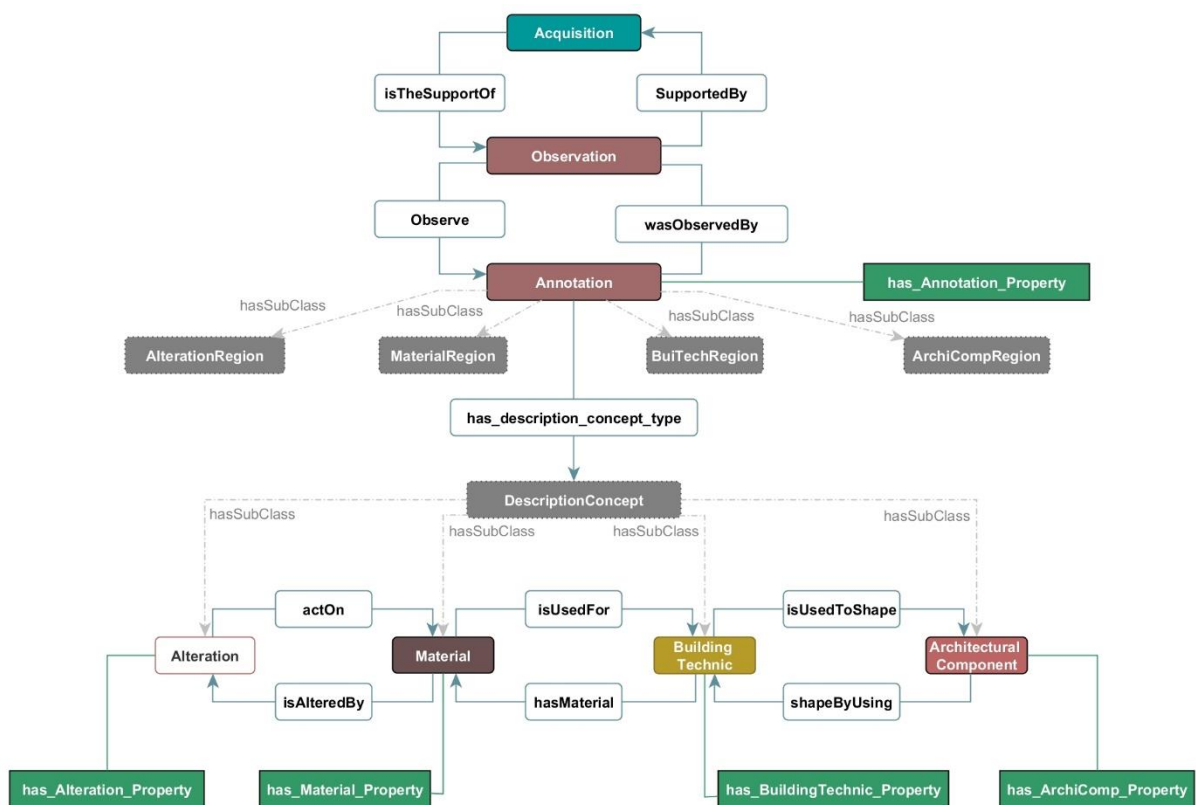 Acquisition
isTheSupportOf
SupportedBy
Observation
Observe
wasObservedBy
Annotation
has_Annotation_Property
hasSubClass
hasSubClass
hasSubClass
hasSubClass
AlterationRegion
MaterialRegion
BuiTechRegion
ArchiCompRegion
has_description_concept_type
DescriptionConcept
hasSubClass
hasSubClass
hasSubClass
hasSubClass
actOn
isUsedFor
isUsedToShape
Alteration
Material
Building
Technic
Architectural
Component
isAlteredBy
hasMaterial
shapeByUsing
has_Alteration_Property
has_Material_Property
has_BuildingTechnic_Property
has_ArchiComp_Property